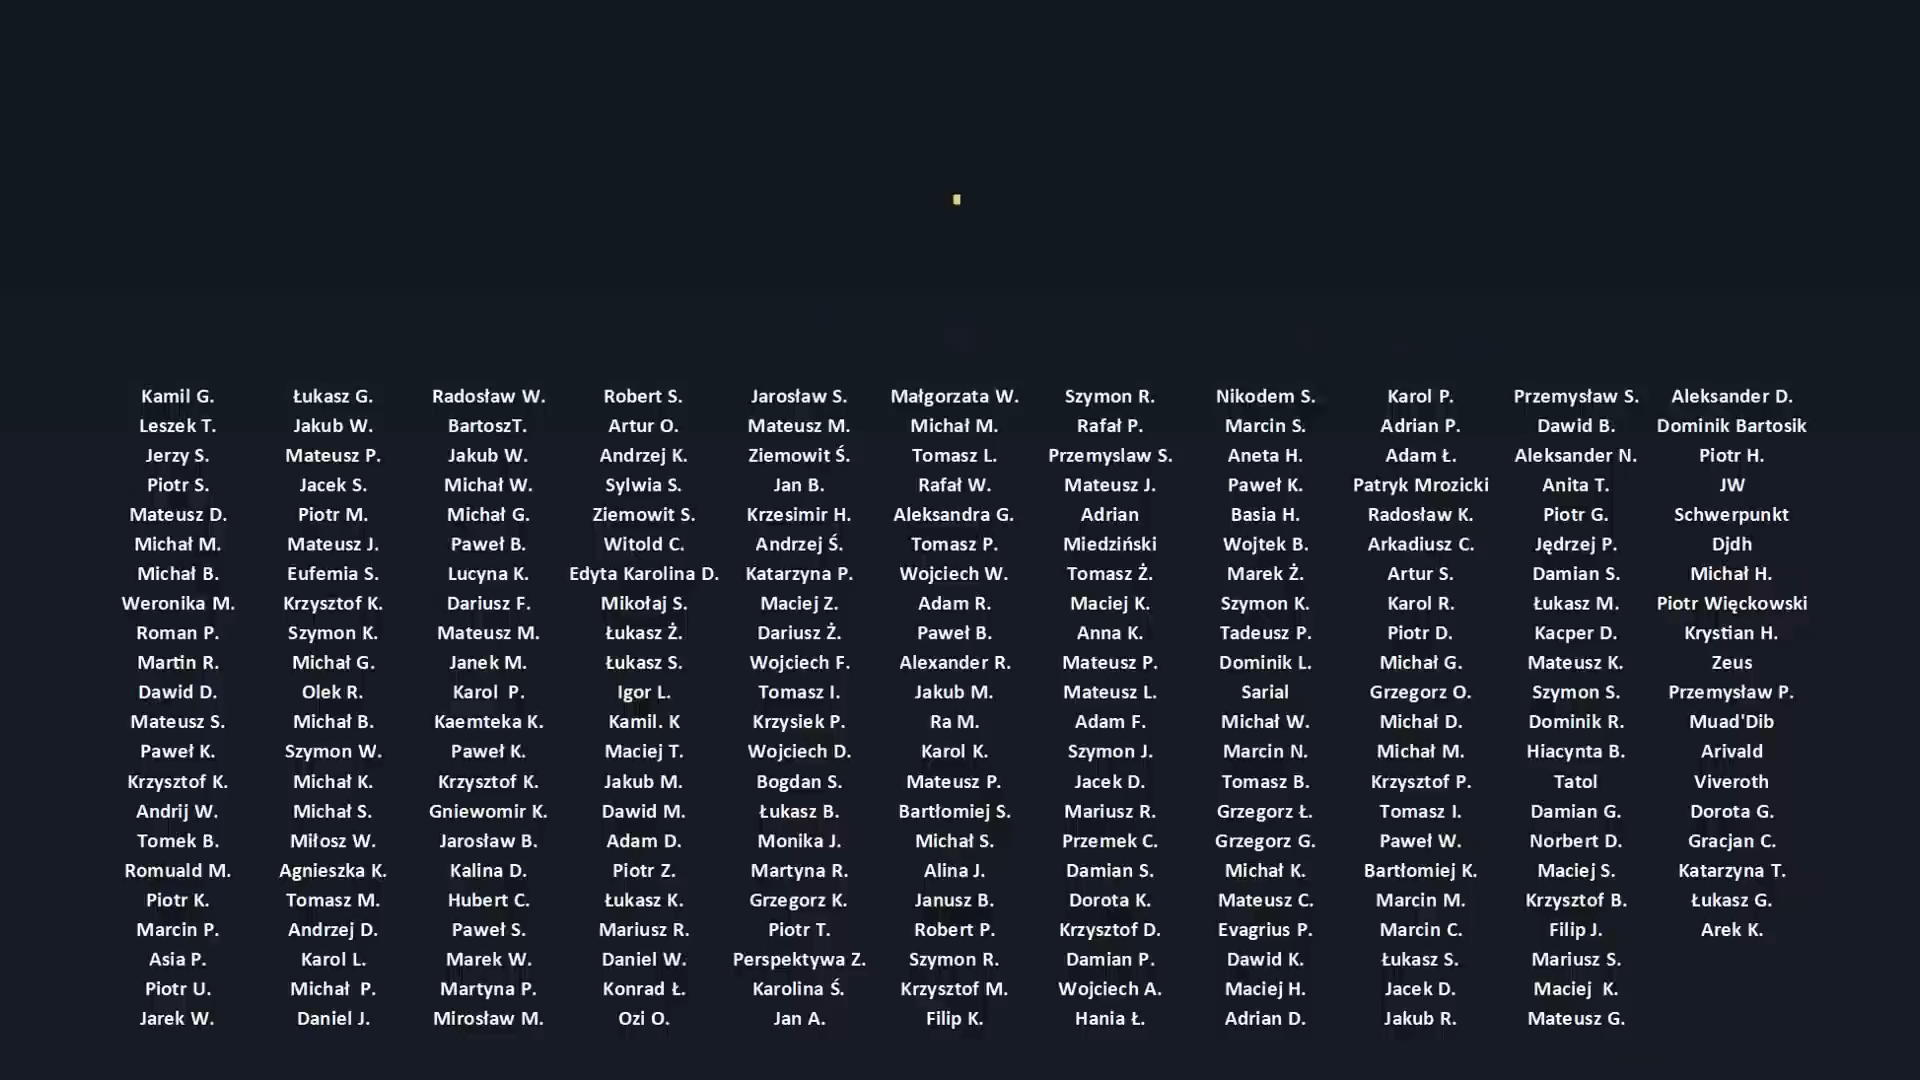 Kamil G. Łukasz G. Radosław W. Robert S. Jarosław S. Małgorzata W. Szymon R. Nikodem S. Karol P. Przemysław S. Aleksander D.
Leszek T. Jakub W. BartoszT. Artur O. Mateusz M. Michał M. Rafał P. Marcin S. Adrian P. Dawid B. Dominik Bartosik
Jerzy S. Mateusz P. Jakub W. Andrzej K. Ziemowit Ś. Tomasz L. Przemyslaw S. Aneta H. Adam Ł. Aleksander N. Piotr H.
Piotr S. Jacek S. Michał W. Sylwia S. Jan B. Rafał W. Mateusz J. Paweł K. Patryk Mrozicki Anita T. JW
Mateusz D. Piotr M. Michał G. Ziemowit S. Krzesimir H. Aleksandra G. Adrian Basia H. Radosław K. Piotr G. Schwerpunkt
Michał M. Mateusz J. Paweł B. Witold C. Andrzej Ś. Tomasz P. Miedziński Wojtek B. Arkadiusz C. Jędrzej P. Djdh
Michał B. Eufemia S. Lucyna K. Edyta Karolina D. Katarzyna P. Wojciech W. Tomasz Ż. Marek Ż. Artur S. Damian S. Michał H.
Weronika M. Krzysztof K. Dariusz F. Mikołaj S. Maciej Z. Adam R. Maciej K. Szymon K. Karol R. Łukasz M. Piotr Więckowski
Roman P. Szymon K. Mateusz M. Łukasz Ż. Dariusz Ż. Paweł B. Anna K. Tadeusz P. Piotr D. Kacper D. Krystian H.
Martin R. Michał G. Janek M. Łukasz S. Wojciech F. Alexander R. Mateusz P. Dominik L. Michał G. Mateusz K. Zeus
Dawid D. Olek R. Karol P. Igor L. Tomasz I. Jakub M. Mateusz L. Sarial Grzegorz O. Szymon S. Przemysław P.
Mateusz S. Michał B. Kaemteka K. Kamil. K Krzysiek P. Ra M. Adam F. Michał W. Michał D. Dominik R. Muad'Dib
Paweł K. Szymon W. Paweł K. Maciej T. Wojciech D. Karol K. Szymon J. Marcin N. Michał M. Hiacynta B. Arivald
Krzysztof K. Michał K. Krzysztof K. Jakub M. Bogdan S. Mateusz P. Jacek D. Tomasz B. Krzysztof P. Tatol Viveroth
Andrij W. Michał S. Gniewomir K. Dawid M. Łukasz B. Bartłomiej S. Mariusz R. Grzegorz Ł. Tomasz I. Damian G. Dorota G.
Tomek B. Miłosz W. Jarosław B. Adam D. Monika J. Michał S. Przemek C. Grzegorz G. Paweł W. Norbert D. Gracjan C.
Romuald M. Agnieszka K. Kalina D. Piotr Z. Martyna R. Alina J. Damian S. Michał K. Bartłomiej K. Maciej S. Katarzyna T.
Piotr K. Tomasz M. Hubert C. Łukasz K. Grzegorz K. Janusz B. Dorota K. Mateusz C. Marcin M. Krzysztof B. Łukasz G.
Marcin P. Andrzej D. Paweł S. Mariusz R. Piotr T. Robert P. Krzysztof D. Evagrius P. Marcin C. Filip J. Arek K.
Asia P. Karol L. Marek W. Daniel W. Perspektywa Z. Szymon R. Damian P. Dawid K. Łukasz S. Mariusz S.
Piotr U. Michał P. Martyna P. Konrad Ł. Karolina Ś. Krzysztof M. Wojciech A. Maciej H. Jacek D. Maciej K.
Jarek W. Daniel J. Mirosław M. Ozi O. Jan A. Filip K. Hania Ł. Adrian D. Jakub R. Mateusz G.